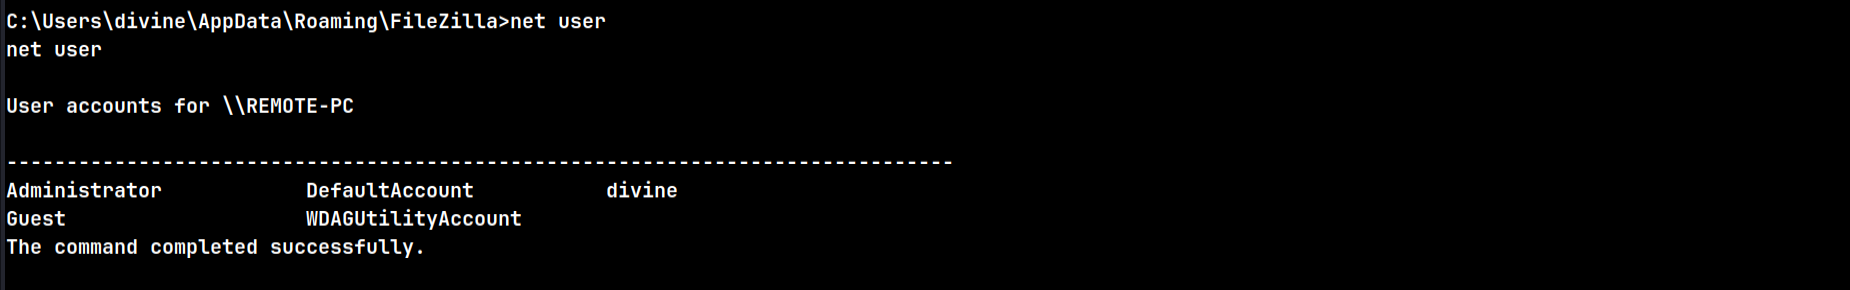 C:\Users\divine\AppData\Roaming\FileZilla>net user
net user
User accounts for \\REMOTE-PC
-------------------------------------------------------------------------------
Administrator            DefaultAccount           divine
Guest                    WDAGUtilityAccount
The command completed successfully.